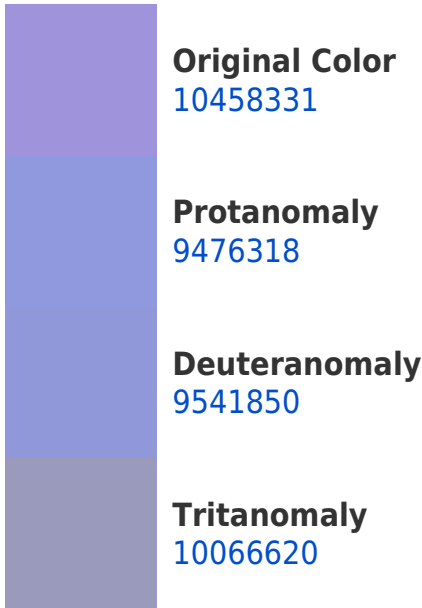 Original Color
10458331
Protanomaly
9476318
Deuteranomaly
9541850
Tritanomaly
10066620